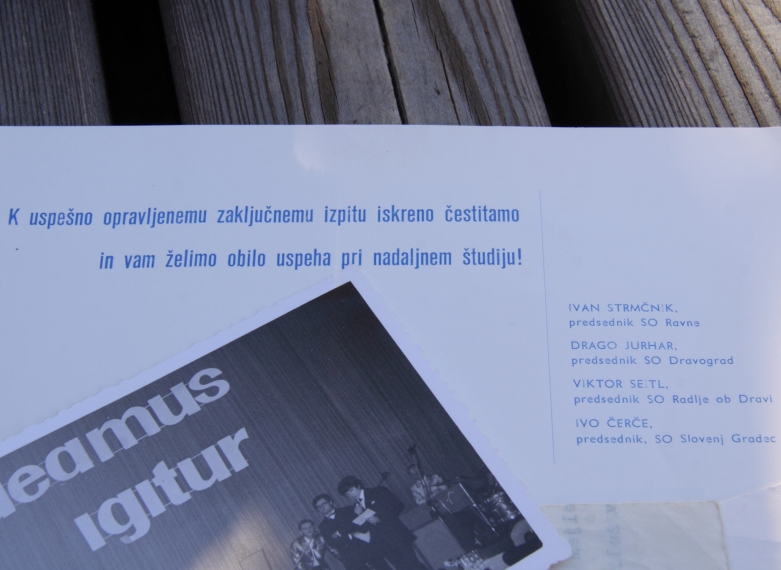 K uspešno opravljenemu zaključnemu izpitu iskreno čestitamo
in vam želimo obilo uspeha pri nadaljnem študiju!
IVAN STRMČNIK,
predsednik SO Ravne
DRAGO JURHAR,
predsednik SO Dravograd
VIKTOR SEITL,
predsednik SO Radlje ob Dravi
IVO ČERČE,
predsednik, SO Slovenj Gradec
eamus
igitur